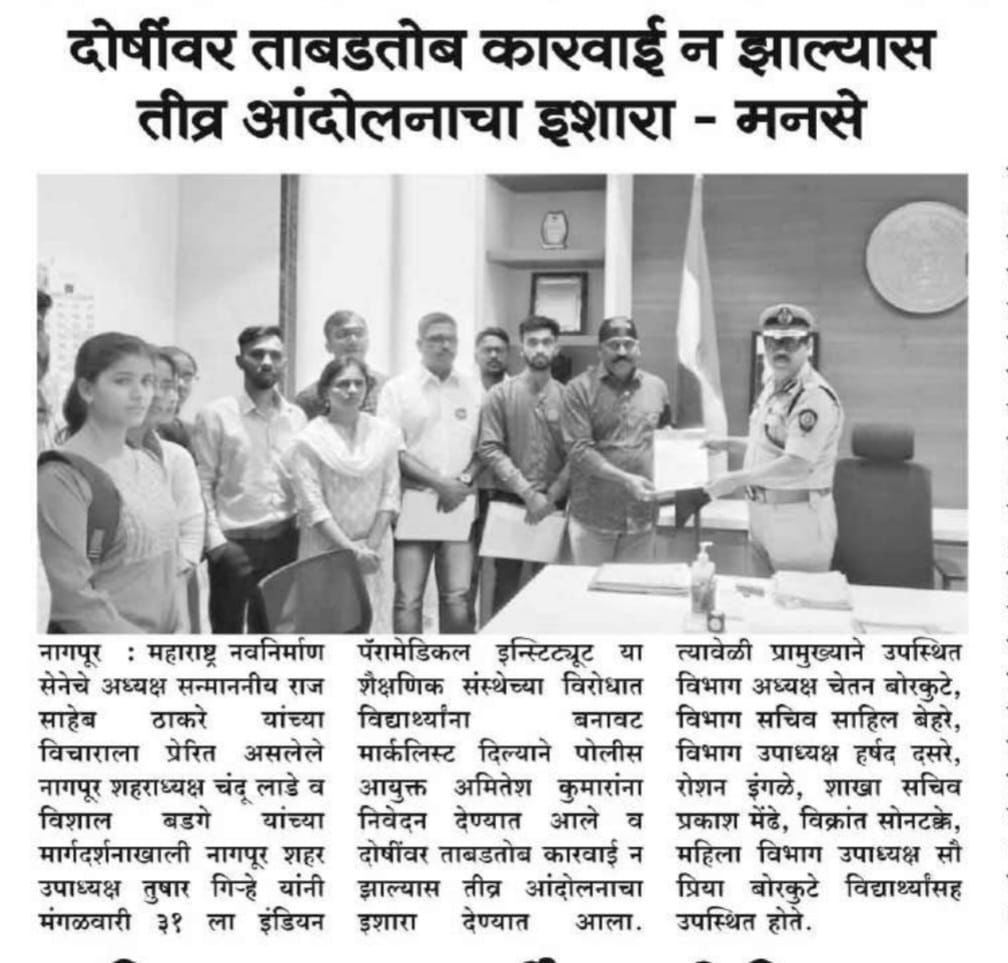 दोषींवर ताबडतोब कारवाई न झाल्यास
तीव्र आंदोलनाचा इशारा - मनसे
नागपूर : महाराष्ट्र नवनिर्माण
सेनेचे अध्यक्ष सन्माननीय राज
साहेब ठाकरे यांच्या
विचाराला प्रेरित असलेले
नागपूर शहराध्यक्ष चंदू लाडे व
विशाल बडगे यांच्या
मार्गदर्शनाखाली नागपूर शहर
उपाध्यक्ष तुषार गिऱ्हे यांनी
मंगळवारी ३१ ला इंडियन
पॅरामेडिकल इन्स्टिट्यूट या
शैक्षणिक संस्थेच्या विरोधात
विद्यार्थ्यांना बनावट
मार्कलिस्ट दिल्याने पोलीस
आयुक्त अमितेश कुमारांना
निवेदन देण्यात आले व
दोषींवर ताबडतोब कारवाई न
झाल्यास तीव्र आंदोलनाचा
इशारा देण्यात आला.
त्यावेळी प्रामुख्याने उपस्थित
विभाग अध्यक्ष चेतन बोरकुटे,
विभाग सचिव साहिल बेहरे,
विभाग उपाध्यक्ष हर्षद दसरे,
रोशन इंगळे, शाखा सचिव
प्रकाश मेंढे, विक्रांत सोनटक्के,
महिला विभाग उपाध्यक्ष सौ
प्रिया बोरकुटे विद्यार्थ्यांसह
उपस्थित होते.